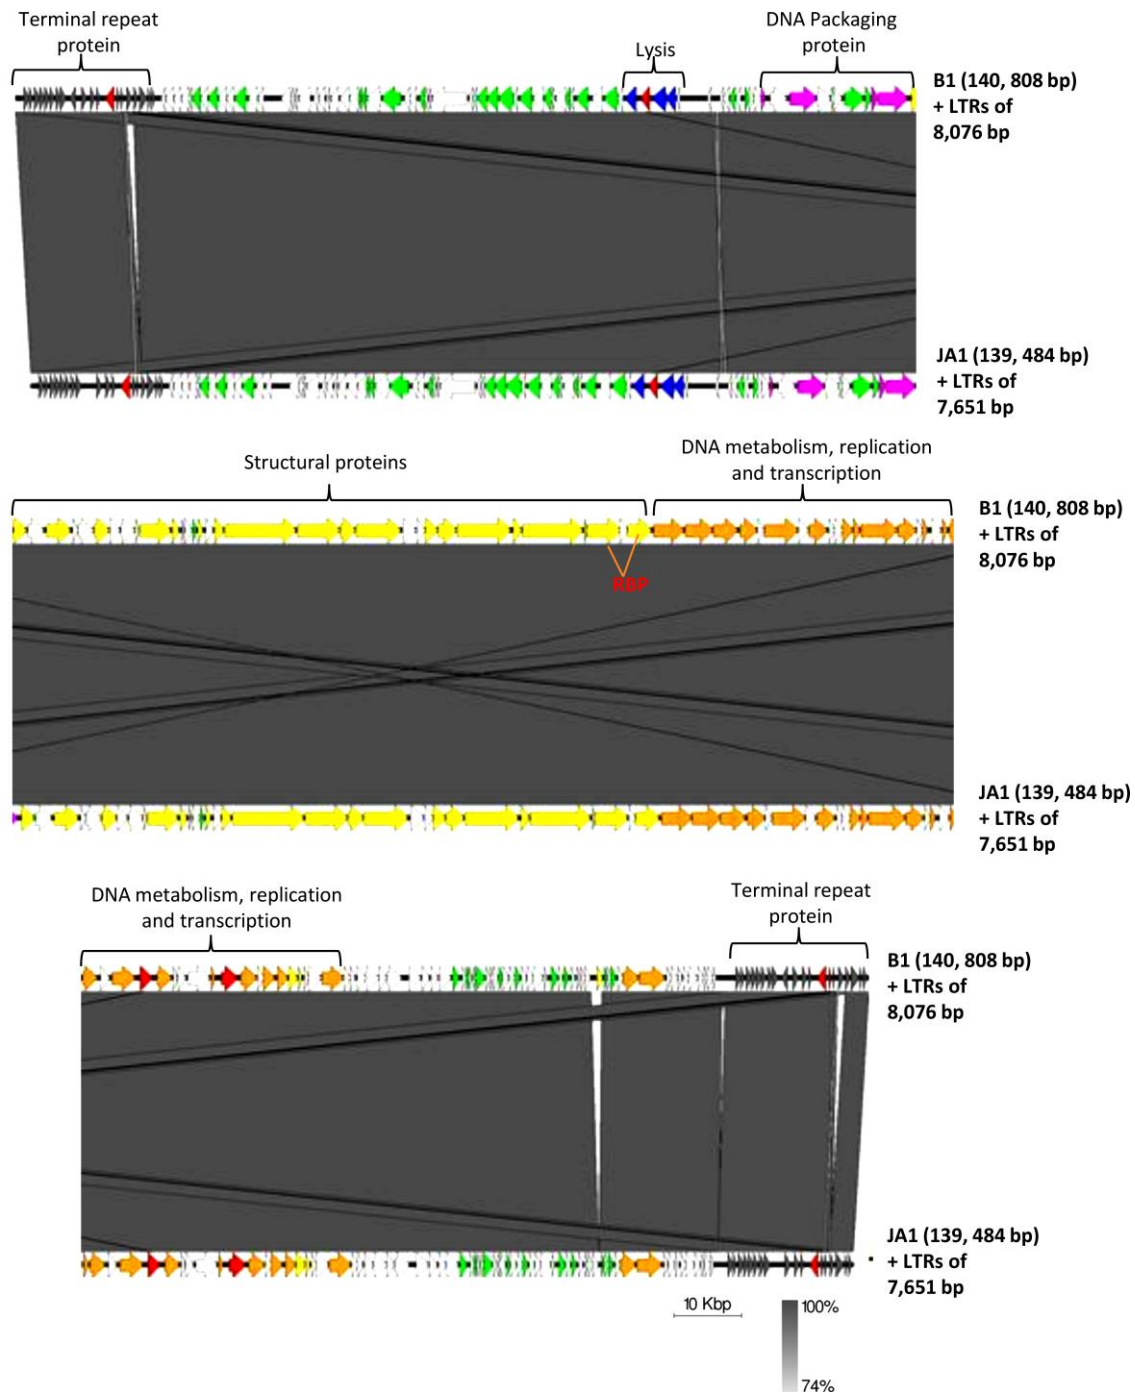 Terminal repeat
protein
Lysis
DNA Packaging
protein
B1 (140, 808 bp)
+ LTRs of
8,076 bp
JA1 (139, 484 bp)
+ LTRs of
7,651 bp
Structural proteins
DNA metabolism, replication
and transcription
B1 (140, 808 bp)
+ LTRs of
8,076 bp
RBP
JA1 (139, 484 bp)
+ LTRs of
7,651 bp
DNA metabolism, replication
and transcription
Terminal repeat
protein
B1 (140, 808 bp)
+ LTRs of
8,076 bp
JA1 (139, 484 bp)
+ LTRs of
7,651 bp
10 Kbp
100%
74%